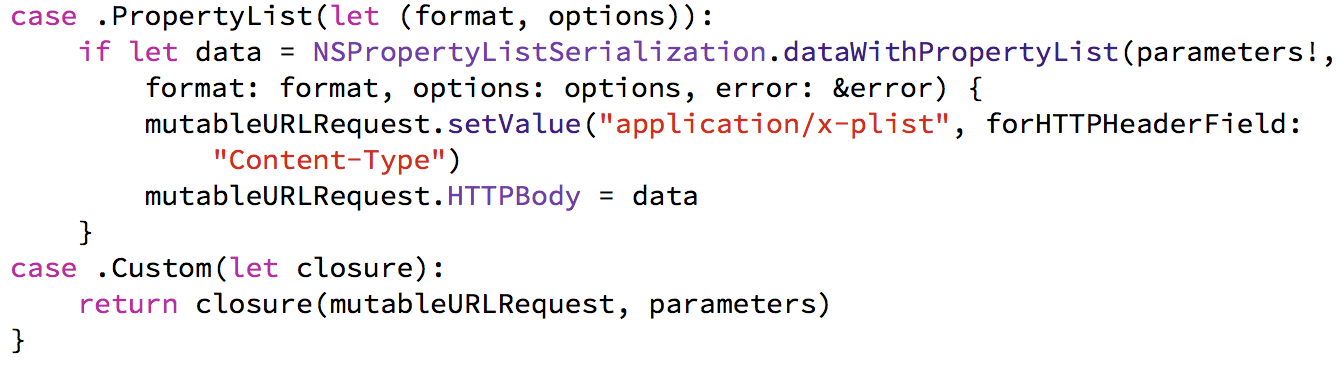 case .PropertyList(let (format, options)):
    if let data = NSPropertyListSerialization.dataWithPropertyList(parameters!,
        format: format, options: options, error: &error) {
        mutableURLRequest.setValue("application/x-plist", forHTTPHeaderField:
            "Content-Type")
        mutableURLRequest.HTTPBody = data
    }
case .Custom(let closure):
    return closure(mutableURLRequest, parameters)
}